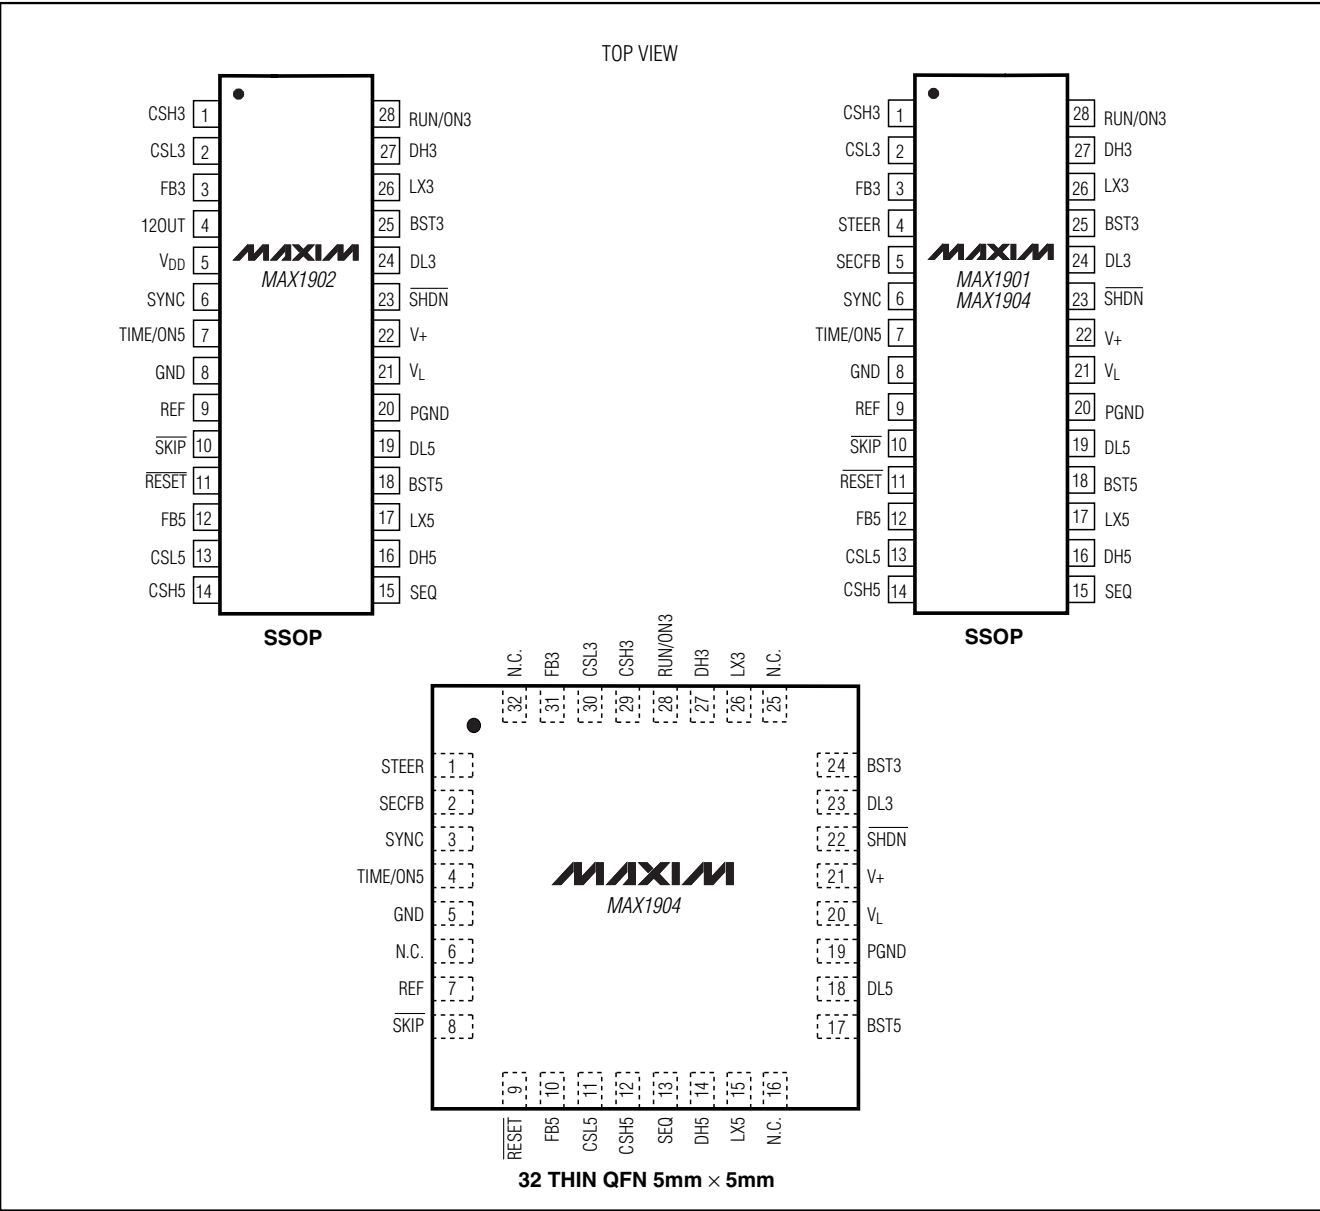 TOP VIEW
CSH3 1
CSL3 2
FB3 3
12OUT 4
VDD 5
SYNC 6
TIME/ON5 7
GND 8
REF 9
SKIP 10
RESET 11
FB5 12
CSL5 13
CSH5 14
MAXIM
MAX1902
28 RUN/ON3
27 DH3
26 LX3
25 BST3
24 DL3
23 SHDN
22 V+
21 VL
20 PGND
19 DL5
18 BST5
17 LX5
16 DH5
15 SEQ
SSOP
CSH3 1
CSL3 2
FB3 3
STEER 4
SECFB 5
SYNC 6
TIME/ON5 7
GND 8
REF 9
SKIP 10
RESET 11
FB5 12
CSL5 13
CSH5 14
MAXIM
MAX1901
MAX1904
28 RUN/ON3
27 DH3
26 LX3
25 BST3
24 DL3
23 SHDN
22 V+
21 VL
20 PGND
19 DL5
18 BST5
17 LX5
16 DH5
15 SEQ
SSOP
N.C. 32
FB3 31
CSL3 30
CSH3 29
RUN/ON3 28
DH3 27
LX3 26
N.C. 25
STEER 1
SECFB 2
SYNC 3
TIME/ON5 4
GND 5
N.C. 6
REF 7
SKIP 8
MAXIM
MAX1904
24 BST3
23 DL3
22 SHDN
21 V+
20 VL
19 PGND
18 DL5
17 BST5
9 RESET
10 FB5
11 CSL5
12 CSH5
13 SEQ
14 DH5
15 LX5
16 N.C.
32 THIN QFN 5mm × 5mm